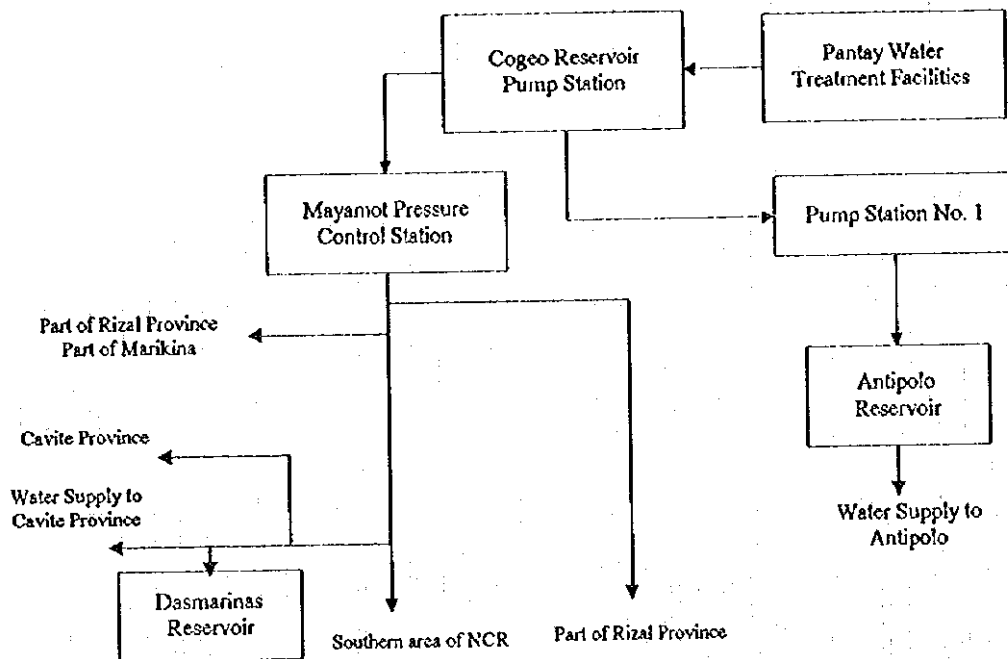 Cogeo Reservoir
Pump Station
Pantay Water
Treatment Facilities
Mayamot Pressure
Control Station
Pump Station No. 1
Part of Rizal Province
Part of Marikina
Antipolo
Reservoir
Cavite Province
Water Supply to
Cavite Province
Water Supply to
Antipolo
Dasmarinas
Reservoir
Southern area of NCR
Part of Rizal Province